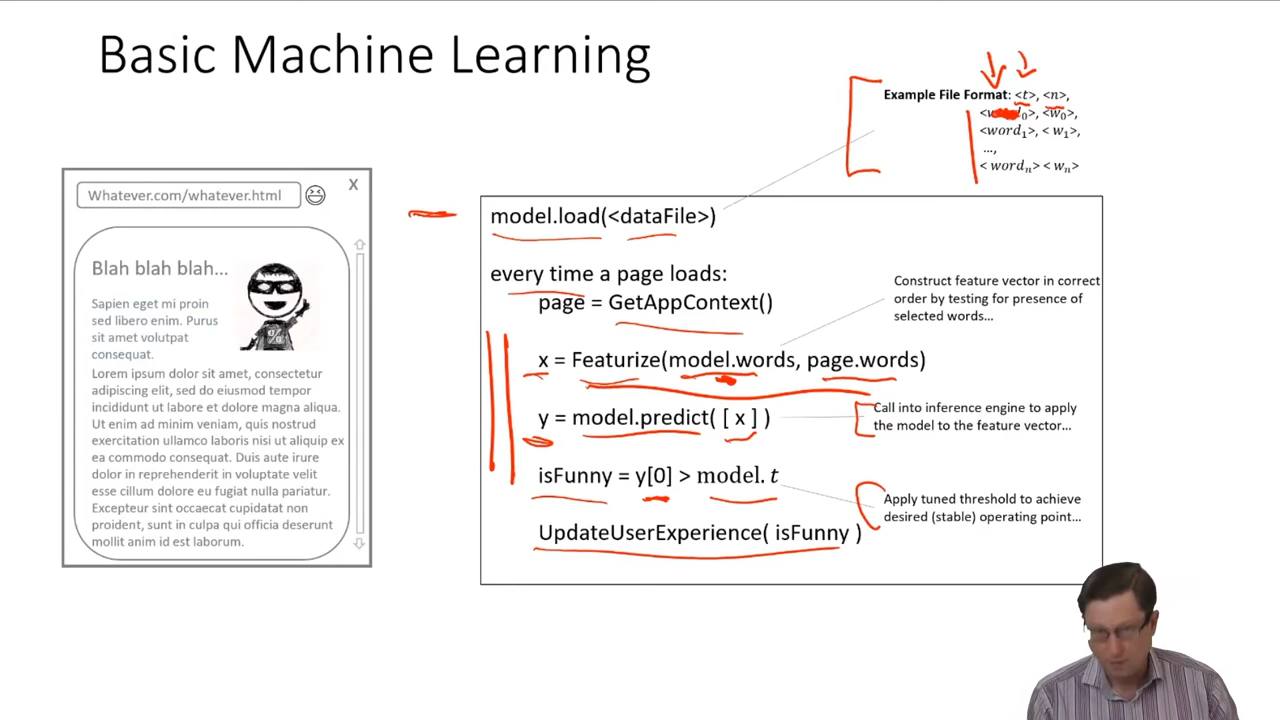 Basic Machine Learning
Example File Format: <t>, <n>,
<w0>,
<word1>, < w1>,
...,
< wordn>< wn>
Whatever.com/whatever.html
X
Blah blah blah...
Sapien eget mi proin
sed libero enim. Purus
sit amet volutpat
consequat.
Lorem ipsum dolor sit amet, consectetur
adipiscing elit, sed do eiusmod tempor
incididunt ut labore et dolore magna aliqua.
Ut enim ad minim veniam, quis nostrud
exercitation ullamco laboris nisi ut aliquip ex
ea commodo consequat. Duis aute irure
dolor in reprehenderit in voluptate velit
esse cillum dolore eu fugiat nulla pariatur.
Excepteur sint occaecat cupidatat non
proident, sunt in culpa qui officia deserunt
mollit anim id est laborum.
model.load(<dataFile>)
every time a page loads:
page = GetAppContext()
x = Featurize(model.words, page.words)
y = model.predict( [ x ] )
isFunny = y[0] > model. t
UpdateUserExperience( isFunny )
Construct feature vector in correct
order by testing for presence of
selected words...
Call into inference engine to apply
the model to the feature vector...
Apply tuned threshold to achieve
desired (stable) operating point...